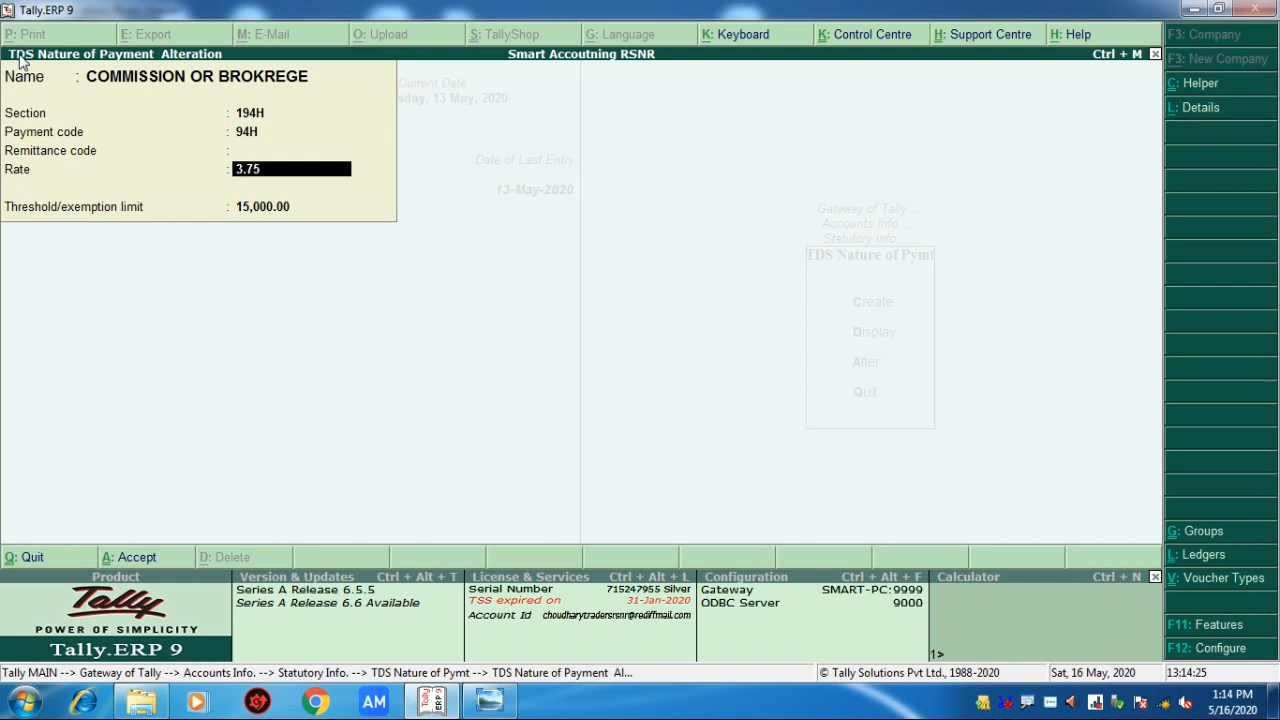 Tally.ERP 9
P: Print E: Export M: E-Mail O: Upload S: TallyShop G: Language K: Keyboard K: Control Centre H: Support Centre H: Help
F3: Company
TDS Nature of Payment Alteration Smart Accoutning RSNR Ctrl + M
F3: New Company
Name : COMMISSION OR BROKREGE
Current Date
sday, 13 May, 2020
C: Helper
L: Details
Section : 194H
Payment code : 94H
Remittance code :
Rate : 3.75
Threshold/exemption limit : 15,000.00
Date of Last Entry
13-May-2020
Gateway of Tally ......
Accounts Info. ....
Statutory Info. ...
TDS Nature of Pymt
Create
Display
Alter
Quit
G: Groups
L: Ledgers
V: Voucher Types
F11: Features
F12: Configure
Q: Quit A: Accept D: Delete
Product
Tally
POWER OF SIMPLICITY
Tally.ERP 9
Version & Updates Ctrl + Alt + T
Series A Release 6.5.5
Series A Release 6.6 Available
License & Services Ctrl + Alt + L
Serial Number 715247955 Silver
TSS expired on 31-Jan-2020
Account Id choudharytradersrsnr@rediffmail.com
Configuration Ctrl + Alt + F
Gateway SMART-PC:9999
ODBC Server 9000
Calculator Ctrl + N
1>
Tally MAIN --> Gateway of Tally --> Accounts Info. --> Statutory Info. --> TDS Nature of Pymt --> TDS Nature of Payment Al... © Tally Solutions Pvt Ltd., 1988-2020 Sat, 16 May, 2020 13:14:25
AM
Tally
ERP 9
1:14 PM
5/16/2020